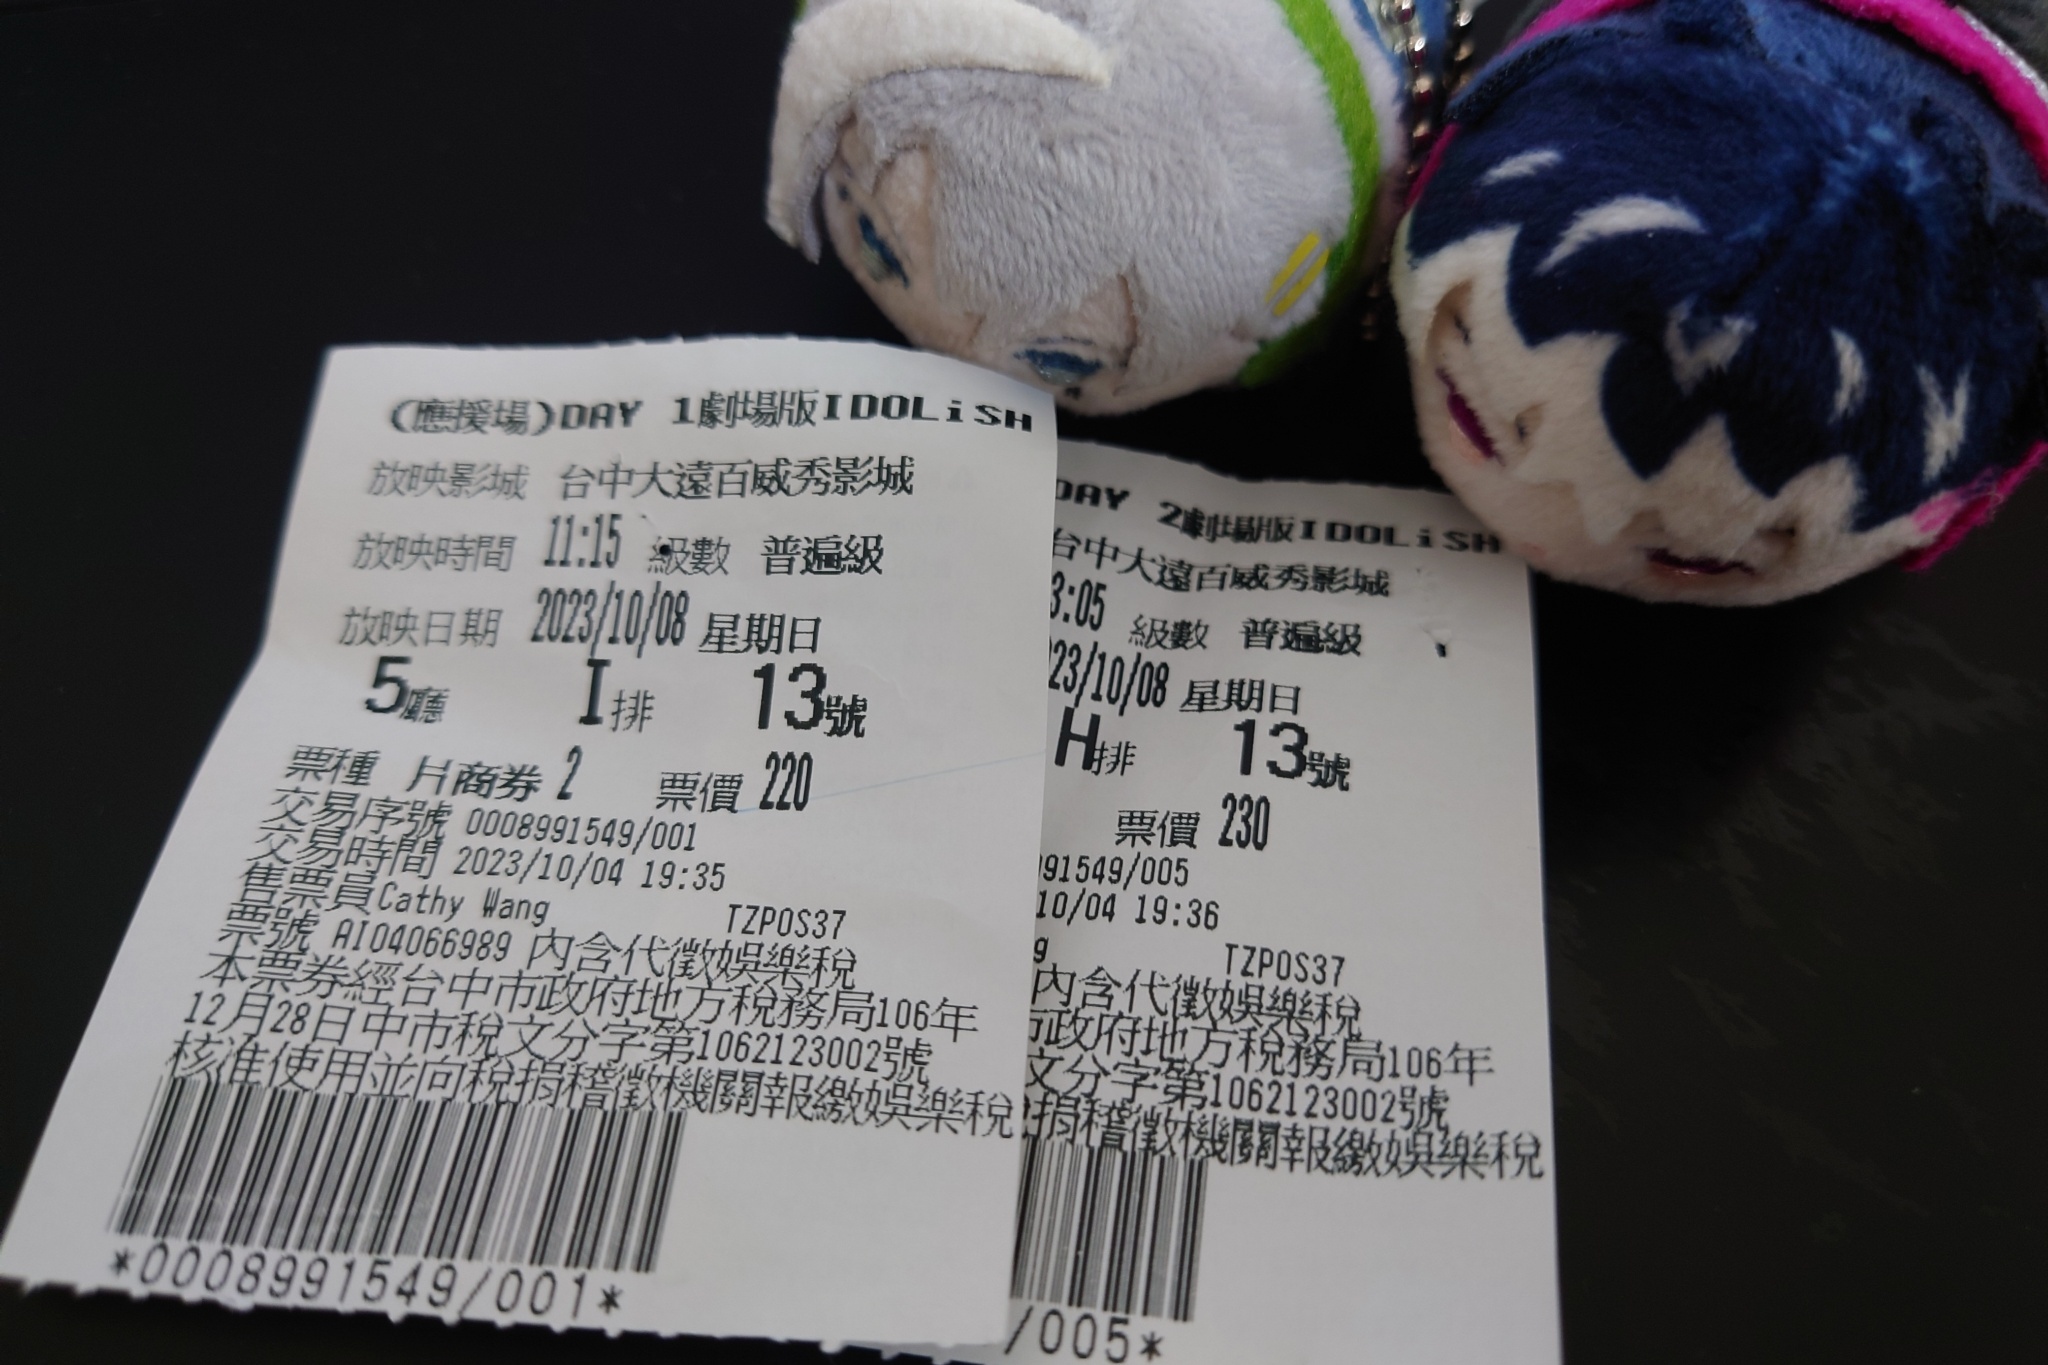 (應援場)DAY 1劇場版IDOLiSH
放映影城 台中大遠百威秀影城
放映時間 11:15 級數 普遍級
放映日期 2023/10/08 星期日
5廳 I排 13號
票種 片商券2 票價 220
交易序號 0008991549/001
交易時間 2023/10/04 19:35
售票員Cathy Wang TZPOS37
票號 AI04066989 內含代徵娛樂稅
本票券經台中市政府地方稅務局106年
12月28日中市稅文分字第1062123002號
核准使用並向稅捐稽徵機關報繳娛樂稅
*0008991549/001*
DAY 2劇場版IDOLiSH
台中大遠百威秀影城
3:05 級數 普遍級
23/10/08 星期日
H排 13號
票價 230
91549/005
10/04 19:36
g TZPOS37
內含代徵娛樂稅
政府地方稅務局106年
文分字第1062123002號
捐稽徵機關報繳娛樂稅
/005*